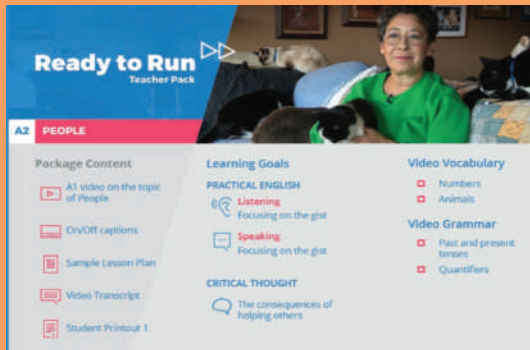 Ready to Run
Teacher Pack
A2 PEOPLE
Package Content
A1 video on the topic
of People
On/Off captions
Sample Lesson Plan
Video Transcript
Student Printout 1
Learning Goals
PRACTICAL ENGLISH
Listening
Focusing on the gist
Speaking
Focusing on the gist
CRITICAL THOUGHT
The consequences of
helping others
Video Vocabulary
Numbers
Animals
Video Grammar
Past and present
tenses
Quantifiers